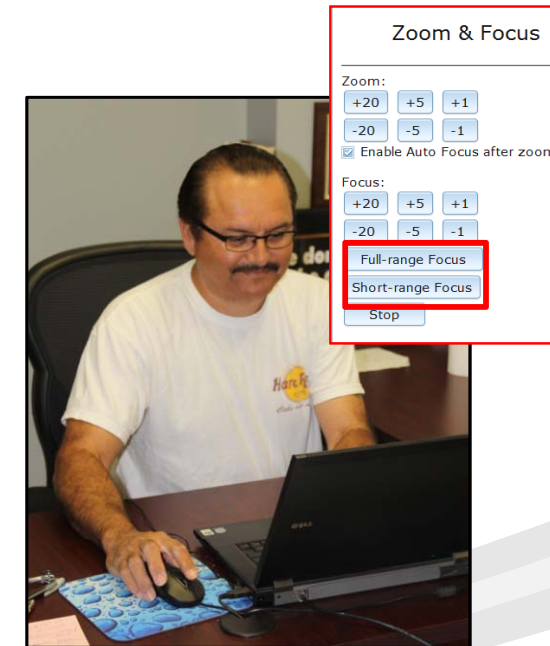 Zoom & Focus
Zoom:
+20 +5 +1
-20 -5 -1
Enable Auto Focus after zoom
Focus:
+20 +5 +1
-20 -5 -1
Full-range Focus
Short-range Focus
Stop
DELL